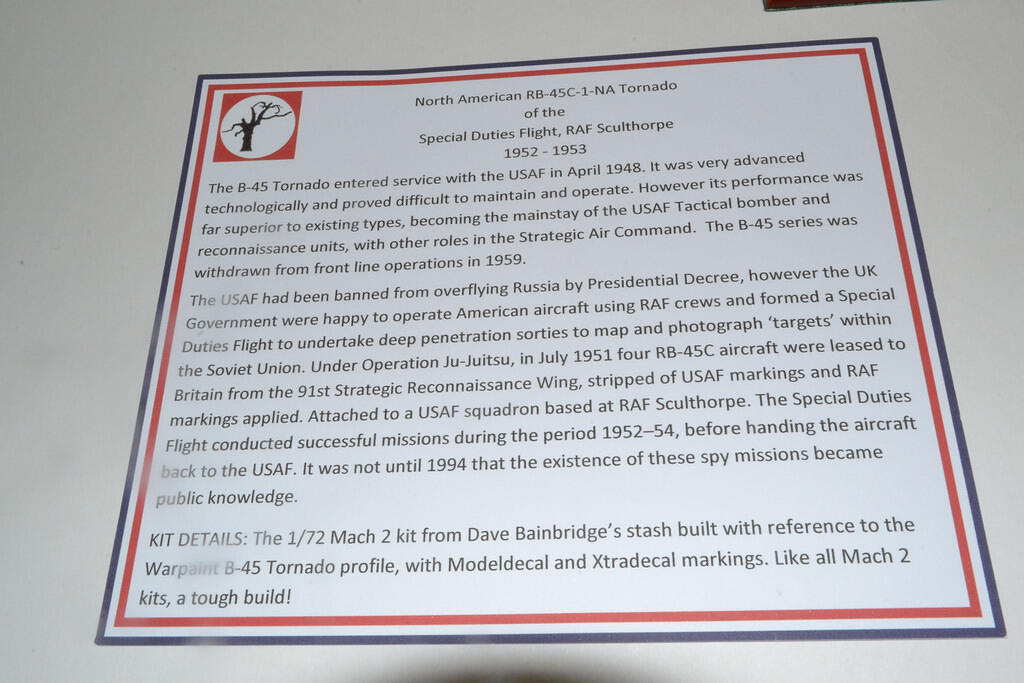 North American RB-45C-1-NA Tornado
of the
Special Duties Flight, RAF Sculthorpe
1952 - 1953
The B-45 Tornado entered service with the USAF in April 1948. It was very advanced
technologically and proved difficult to maintain and operate. However its performance was
far superior to existing types, becoming the mainstay of the USAF Tactical bomber and
reconnaissance units, with other roles in the Strategic Air Command. The B-45 series was
withdrawn from front line operations in 1959.
The USAF had been banned from overflying Russia by Presidential Decree, however the UK
Government were happy to operate American aircraft using RAF crews and formed a Special
Duties Flight to undertake deep penetration sorties to map and photograph ‘targets’ within
the Soviet Union. Under Operation Ju-Juitsu, in July 1951 four RB-45C aircraft were leased to
Britain from the 91st Strategic Reconnaissance Wing, stripped of USAF markings and RAF
markings applied. Attached to a USAF squadron based at RAF Sculthorpe. The Special Duties
Flight conducted successful missions during the period 1952–54, before handing the aircraft
back to the USAF. It was not until 1994 that the existence of these spy missions became
public knowledge.
KIT DETAILS: The 1/72 Mach 2 kit from Dave Bainbridge’s stash built with reference to the
Warpaint B-45 Tornado profile, with Modeldecal and Xtradecal markings. Like all Mach 2
kits, a tough build!